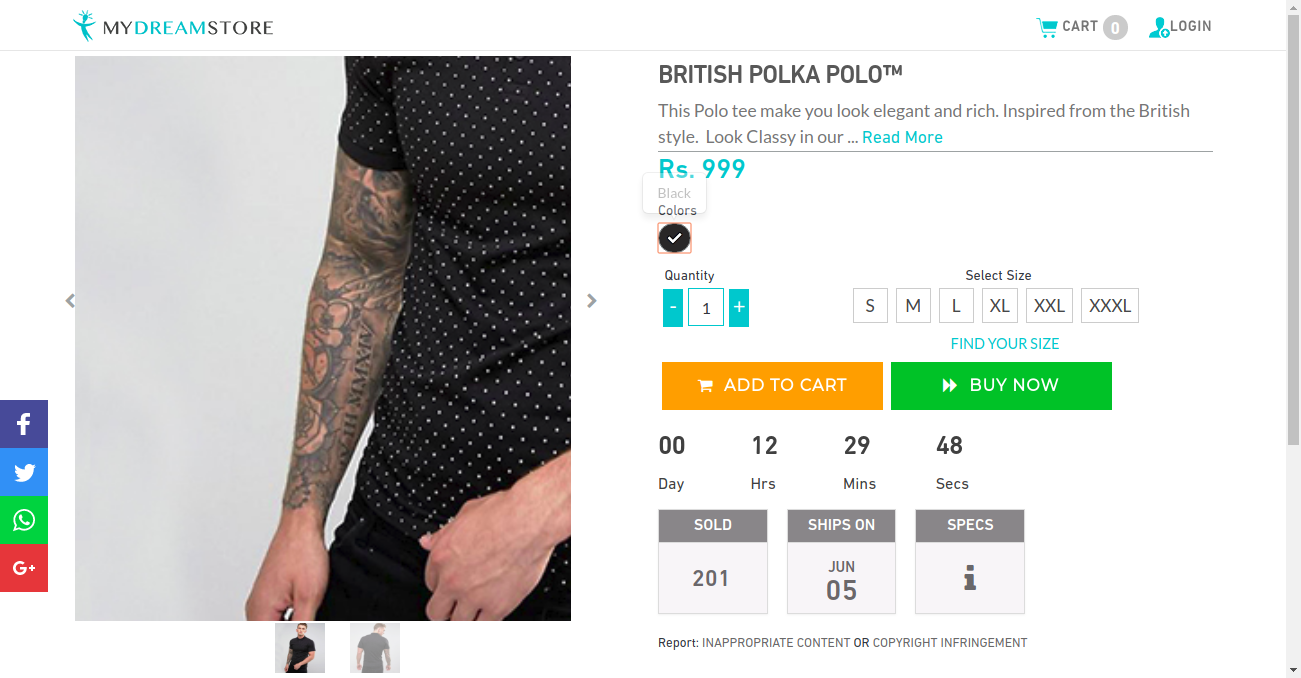 MYDREAMSTORE
CART 0
LOGIN
BRITISH POLKA POLO™
This Polo tee make you look elegant and rich. Inspired from the British
style. Look Classy in our ... Read More
Rs. 999
Black
Colors
Quantity
Select Size
- 1 +
S M L XL XXL XXXL
FIND YOUR SIZE
ADD TO CART
BUY NOW
00 12 29 48
Day Hrs Mins Secs
SOLD SHIPS ON SPECS
201
JUN
05
Report: INAPPROPRIATE CONTENT OR COPYRIGHT INFRINGEMENT